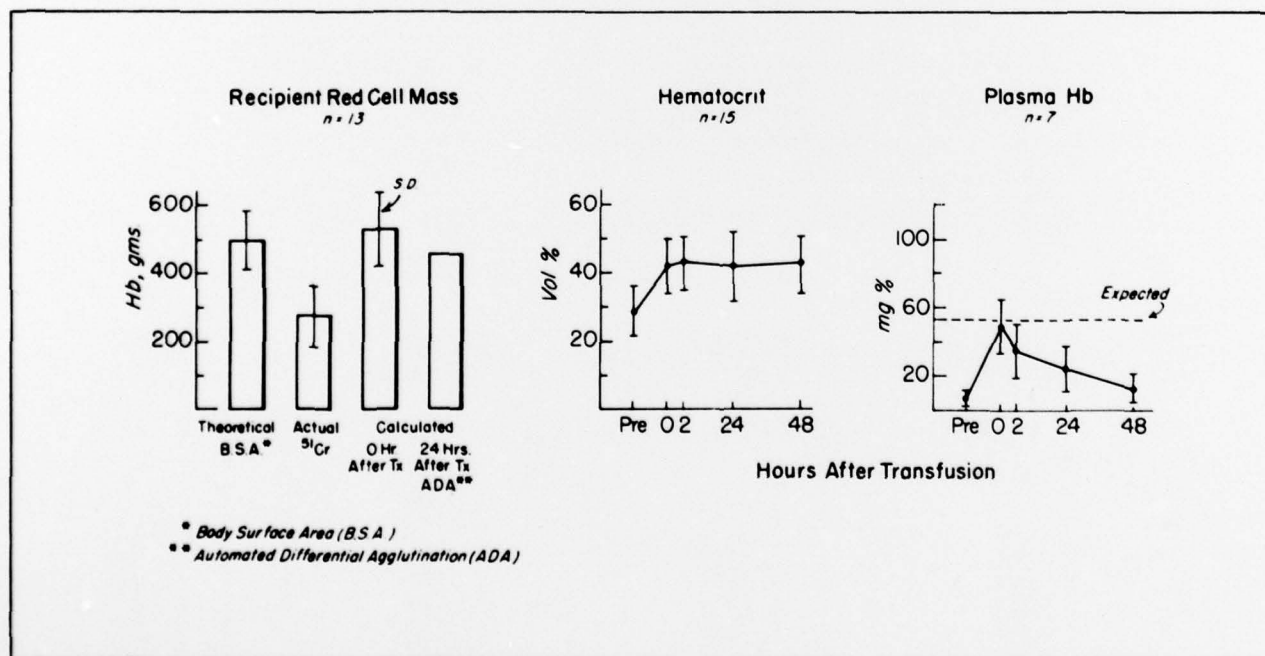 Recipient Red Cell Mass
n=13
S.D.
600
400
200
Hb, gms
Theoretical
B.S.A.*
Actual
51Cr
Calculated
0 Hr
After Tx
24 Hrs.
After Tx
ADA**
* Body Surface Area (B.S.A.)
** Automated Differential Agglutination (ADA)
Hematocrit
n=15
60
40
20
Vol %
Pre 0 2 24 48
Plasma Hb
n=7
100
60
20
mg %
Expected
Pre 0 2 24 48
Hours After Transfusion